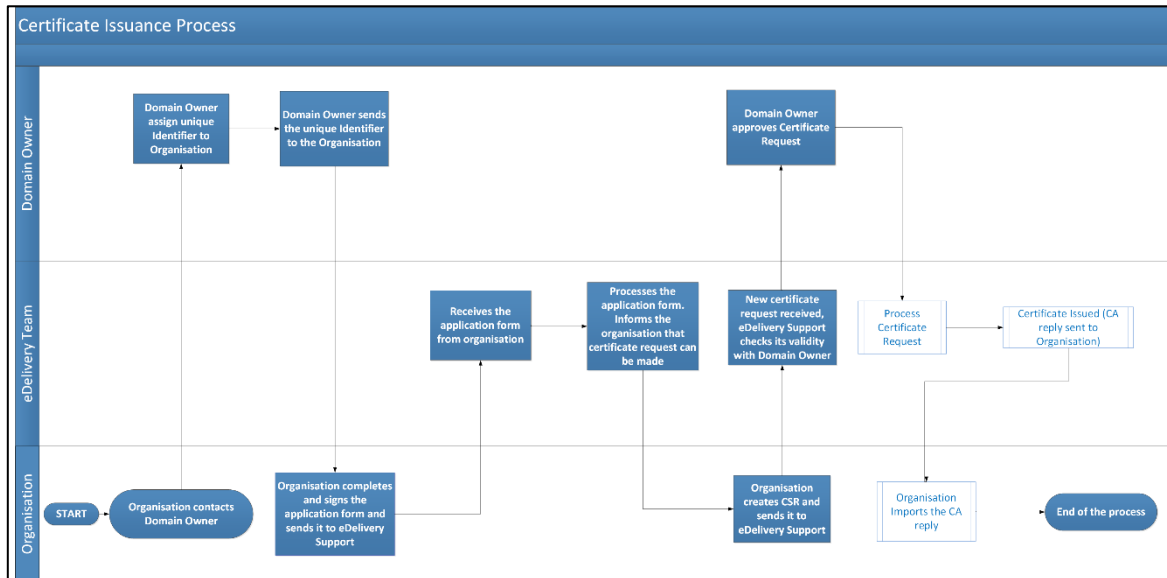 Certificate Issuance Process
Domain Owner
Domain Owner
assign unique
Identifier to
Organisation
Domain Owner sends
the unique Identifier
to the Organisation
Domain Owner
approves Certificate
Request
eDelivery Team
Receives the
application form
from organisation
Processes the
application form.
Informs the
organisation that
certificate request can
be made
New certificate
request received,
eDelivery Support
checks its validity
with Domain Owner
Process
Certificate
Request
Certificate Issued (CA
reply sent to
Organisation)
Organisation
START
Organisation contacts
Domain Owner
Organisation completes
and signs the
application form and
sends it to eDelivery
Support
Organisation
creates CSR and
sends it to
eDelivery Support
Organisation
Imports the CA
reply
End of the process